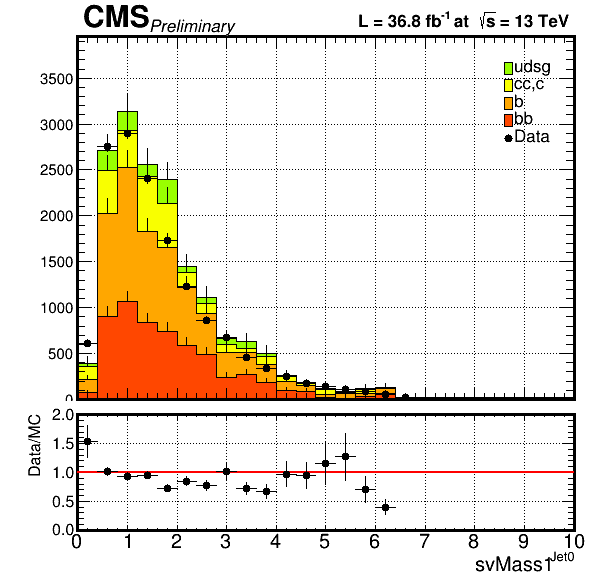 CMS Preliminary L = 36.8 fb-1 at √s = 13 TeV
3500
3000
2500
2000
1500
1000
500
0
udsg
cc,c
b
bb
Data
Data/MC
2.0
1.5
1.0
0.5
0.0
0 1 2 3 4 5 6 7 8 9 10
svMass1Jet0